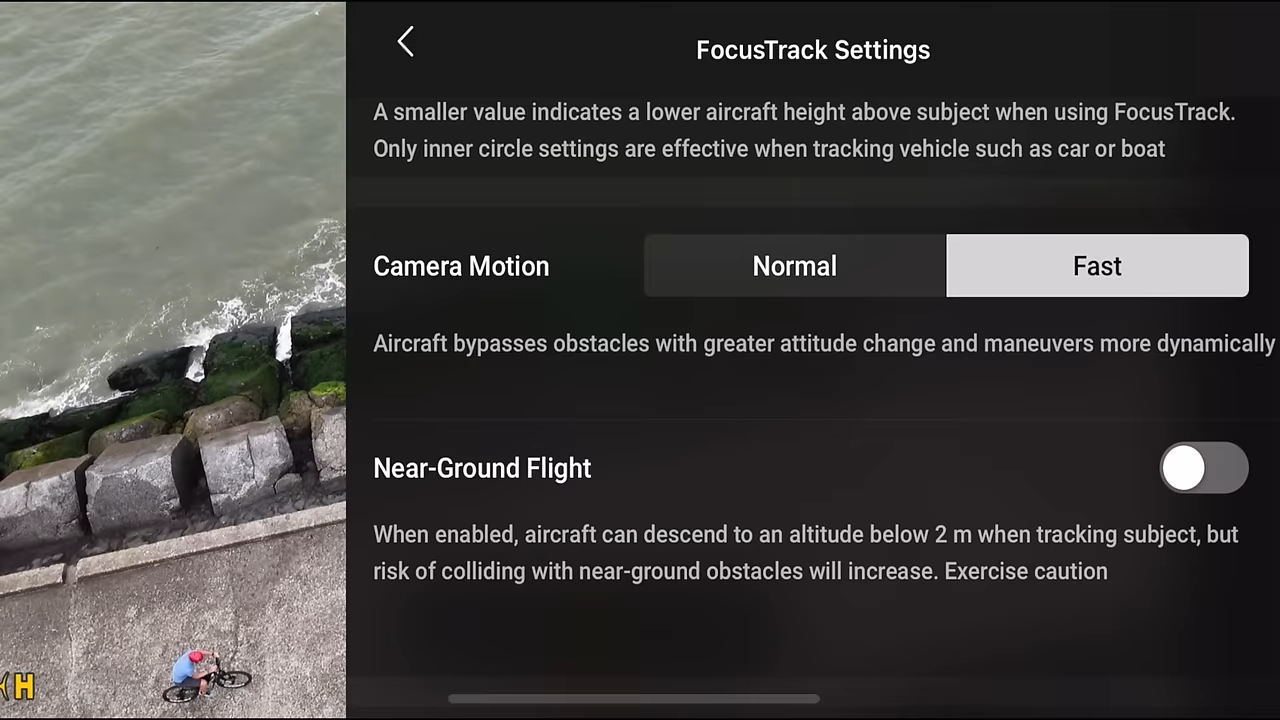 FocusTrack Settings
A smaller value indicates a lower aircraft height above subject when using FocusTrack.
Only inner circle settings are effective when tracking vehicle such as car or boat
Camera Motion
Normal
Fast
Aircraft bypasses obstacles with greater attitude change and maneuvers more dynamically
Near-Ground Flight
When enabled, aircraft can descend to an altitude below 2 m when tracking subject, but
risk of colliding with near-ground obstacles will increase. Exercise caution
H